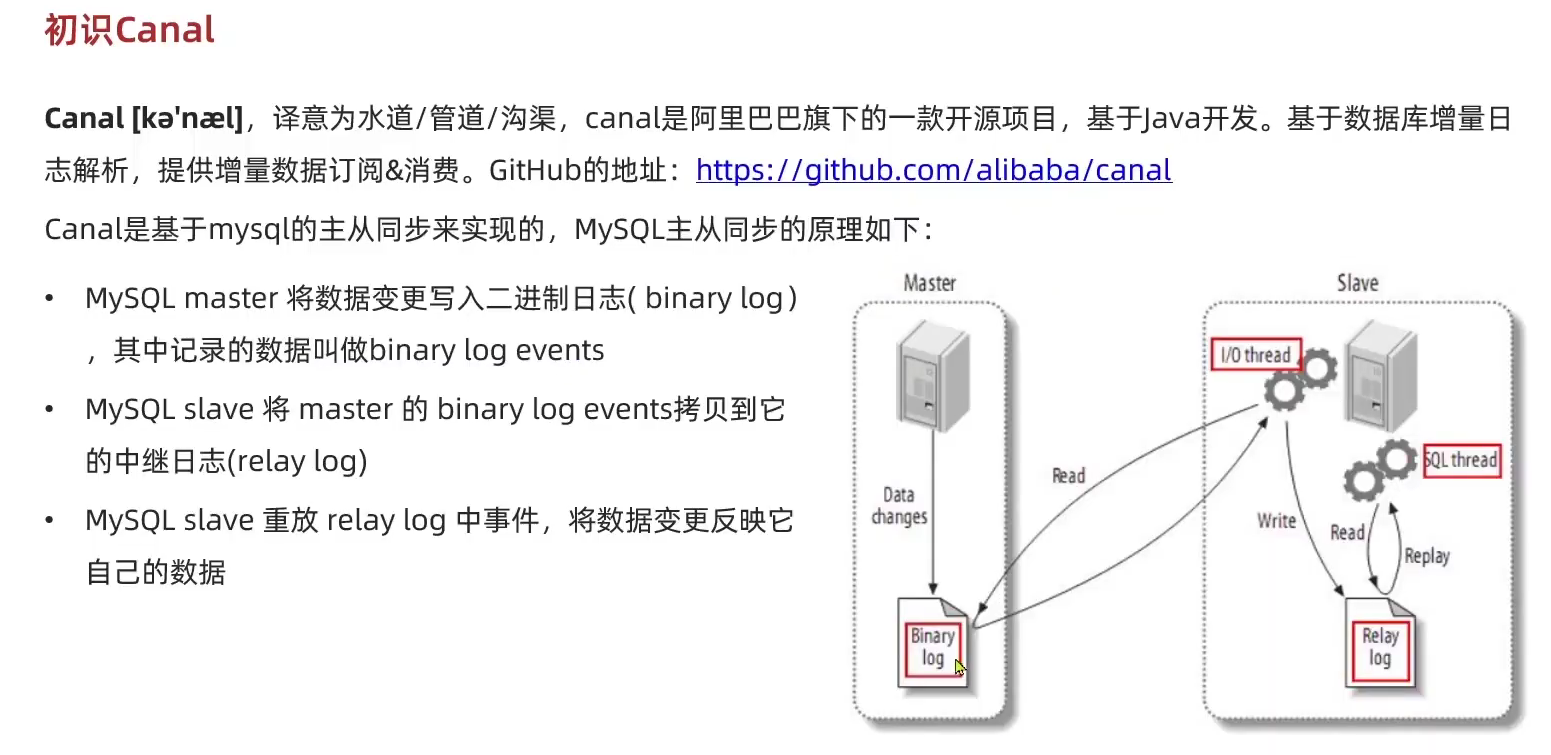 初识Canal
Canal [kə'næl]，译意为水道/管道/沟渠，canal是阿里巴巴旗下的一款开源项目，基于Java开发。基于数据库增量日
志解析，提供增量数据订阅&消费。GitHub的地址：https://github.com/alibaba/canal
Canal是基于mysql的主从同步来实现的，MySQL主从同步的原理如下：
• MySQL master 将数据变更写入二进制日志( binary log）
，其中记录的数据叫做binary log events
• MySQL slave 将 master 的 binary log events拷贝到它
的中继日志(relay log)
• MySQL slave 重放 relay log 中事件，将数据变更反映它
自己的数据
Master
Slave
I/O thread
SQL thread
Read
Data
changes
Write
Read
Replay
Binary
log
Relay
log